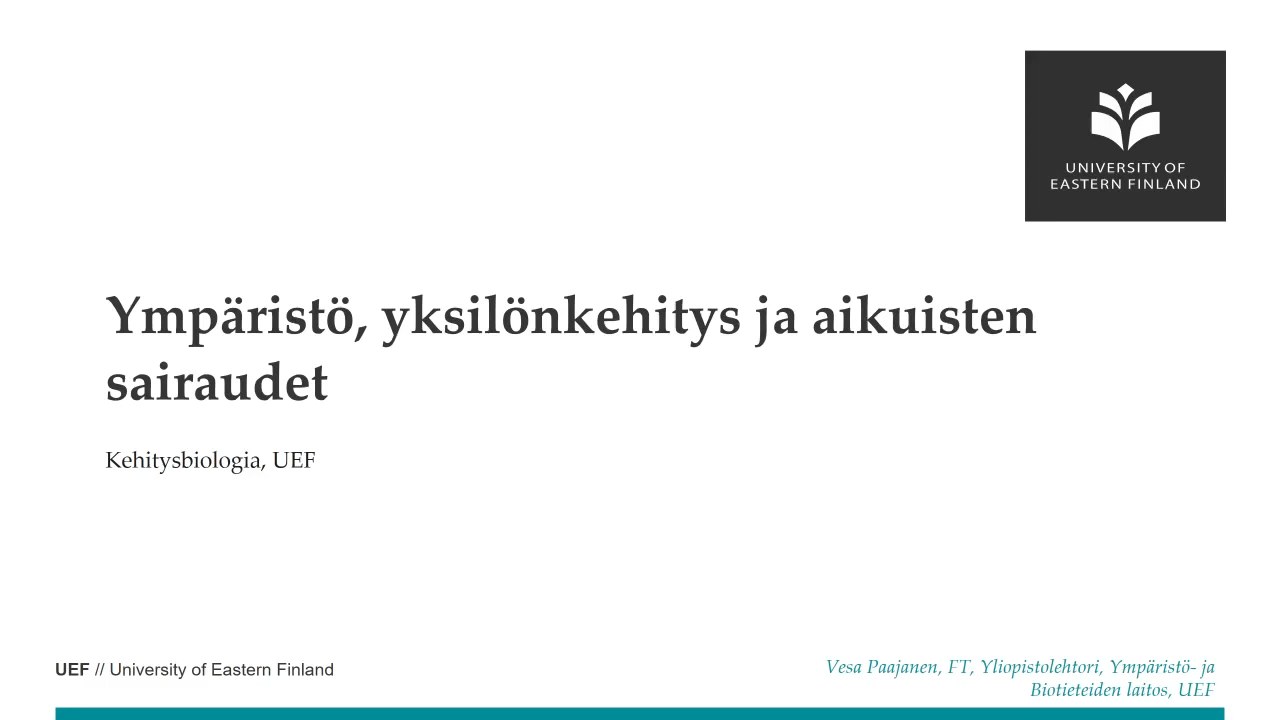 UNIVERSITY OF
EASTERN FINLAND
Ympäristö, yksilönkehitys ja aikuisten
sairaudet
Kehitysbiologia, UEF
UEF // University of Eastern Finland
Vesa Paajanen, FT, Yliopistolehtori, Ympäristö- ja
Biotieteiden laitos, UEF